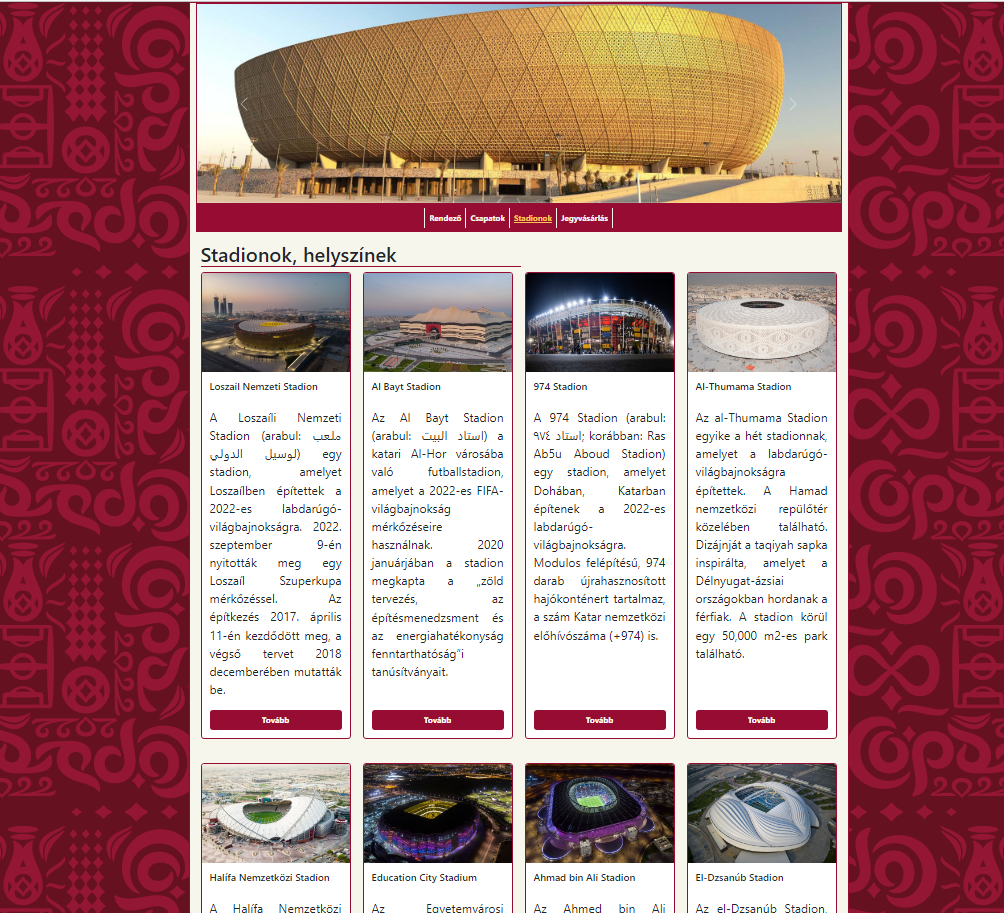 Rendező Csapatok Stadionok Jegyvásárlás
Stadionok, helyszínek
Loszail Nemzeti Stadion
A Loszaíli Nemzeti
Stadion (arabul: ملعب
لوسيل الدولي) egy
stadion, amelyet
Loszaílben építettek a
2022-es labdarúgó-
világbajnokságra. 2022.
szeptember 9-én
nyitották meg egy
Loszaíl Szuperkupa
mérkőzéssel. Az
építkezés 2017. április
11-én kezdődött meg, a
végső tervet 2018
decemberében mutatták
be.
Tovább
Al Bayt Stadion
Az Al Bayt Stadion
(arabul: استاد البيت) a
katari Al-Hor városába
való futballstadion,
amelyet a 2022-es FIFA-
világbajnokság
mérkőzéseire
használnak. 2020
januárjában a stadion
megkapta a „zöld
tervezés, az
építésmenedzsment és
az energiahatékonyság
fenntarthatóság”i
tanúsítványait.
Tovább
974 Stadion
A 974 Stadion (arabul:
استاد ٩٧٤; korábban: Ras
Ab5u Aboud Stadion)
egy stadion, amelyet
Dohában, Katarban
építenek a 2022-es
labdarúgó-
világbajnokságra.
Modulos felépítésű, 974
darab újrahasznosított
hajókonténert tartalmaz,
a szám Katar nemzetközi
előhívószáma (+974) is.
Tovább
Al-Thumama Stadion
Az al-Thumama Stadion
egyike a hét stadionnak,
amelyet a labdarúgó-
világbajnokságra
építettek. A Hamad
nemzetközi repülőtér
közelében található.
Dizájnját a taqiyah sapka
inspirálta, amelyet a
Délnyugat-ázsiai
országokban hordanak a
férfiak. A stadion körül
egy 50,000 m2-es park
található.
Tovább
Halífa Nemzetközi Stadion
A Halífa Nemzetközi
Education City Stadium
Az Egyetemvárosi
Ahmad bin Ali Stadion
Az Ahmed bin Ali
El-Dzsanúb Stadion
Az el-Dzsanúb Stadion,